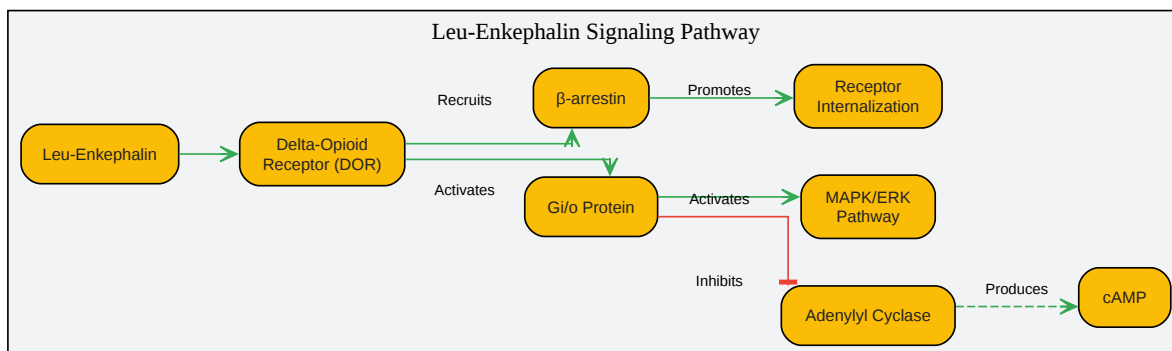 Leu-Enkephalin Signaling Pathway
Leu-Enkephalin
Delta-Opioid
Receptor (DOR)
Recruits
β-arrestin
Promotes
Receptor
Internalization
Activates
Gi/o Protein
Activates
MAPK/ERK
Pathway
Inhibits
Adenylyl Cyclase
Produces
cAMP